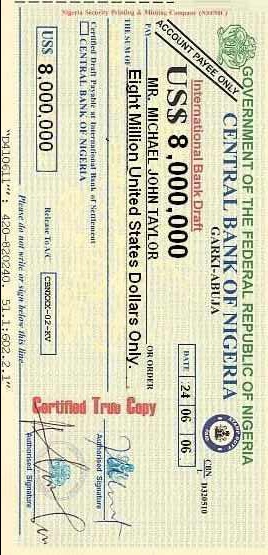 Nigeria Security Printing & Minting Company (NSPMC)
GOVERNMENT OF THE FEDERAL REPUBLIC OF NIGERIA
CENTRAL BANK OF NIGERIA
GARKI-ABUJA
CBN
D320510
ACCOUNT PAYEE ONLY
International Bank Draft
DATE 24 06 06
US$ 8,000,000
PAY MR. MICHAEL JOHN TAYLOR OR ORDER
THE SUM OF Eight Million United States Dollars Only.
Certified Draft Payable at International Bank of Settlement
CENTRAL BANK OF NIGERIA
Certified True Copy
US$ 8,000,000
Release To A/C CBNXXX-02-XV
Authorised Signature
Authorised Signature
Please do not write or sign below this line.
"D410611": 420-820240. 51.1:602.2.1"